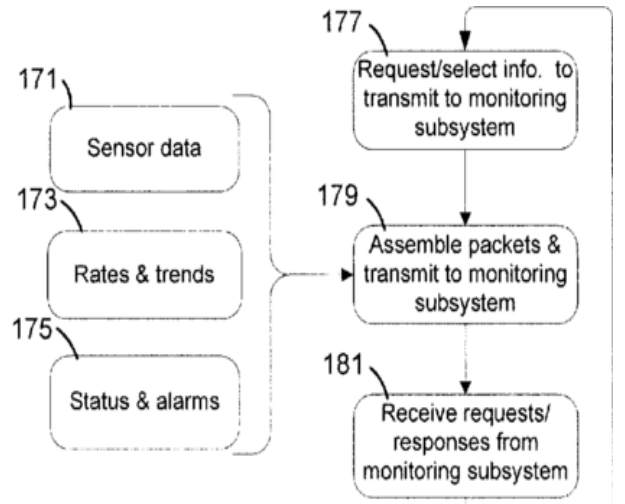 177
Request/select info. to
transmit to monitoring
subsystem
171
Sensor data
173
Rates & trends
175
Status & alarms
179
Assemble packets &
transmit to monitoring
subsystem
181
Receive requests/
responses from
monitoring subsystem